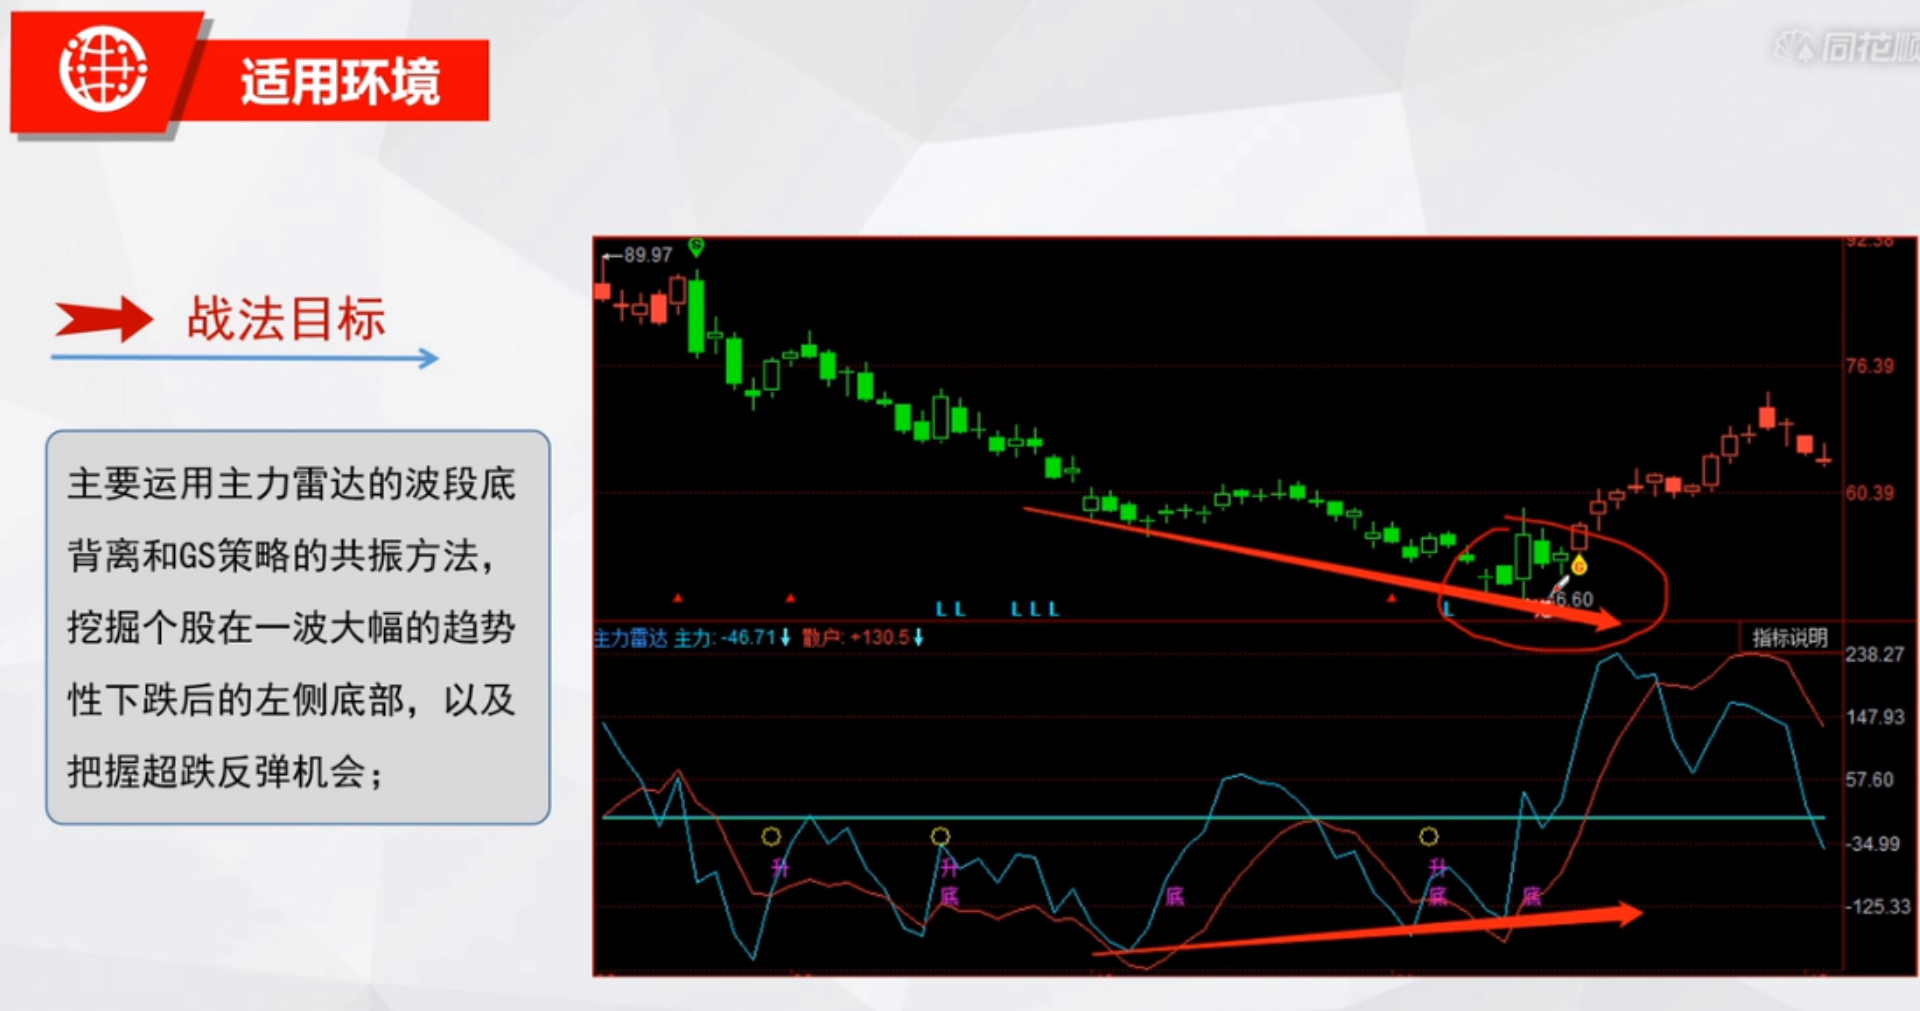 适用环境
同花顺
战法目标
主要运用主力雷达的波段底
背离和GS策略的共振方法，
挖掘个股在一波大幅的趋势
性下跌后的左侧底部，以及
把握超跌反弹机会；
←89.97
S
92.38
76.39
60.39
G
46.60
L L L L L L
主力雷达 主力: -46.71↓ 散户: +130.5↓
指标说明
238.27
147.93
57.60
-34.99
-125.33
升 升 升
底 底 底 底